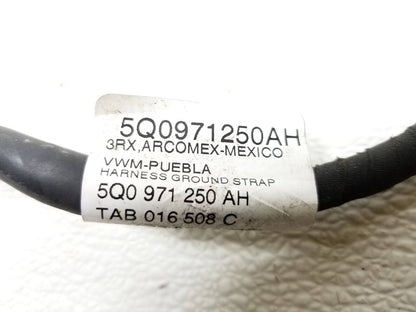 5Q0971250AH
3RX,ARCOMEX-MEXICO
VWM-PUEBLA
HARNESS GROUND STRAP
5Q0 971 250 AH
TAB 016 508 C